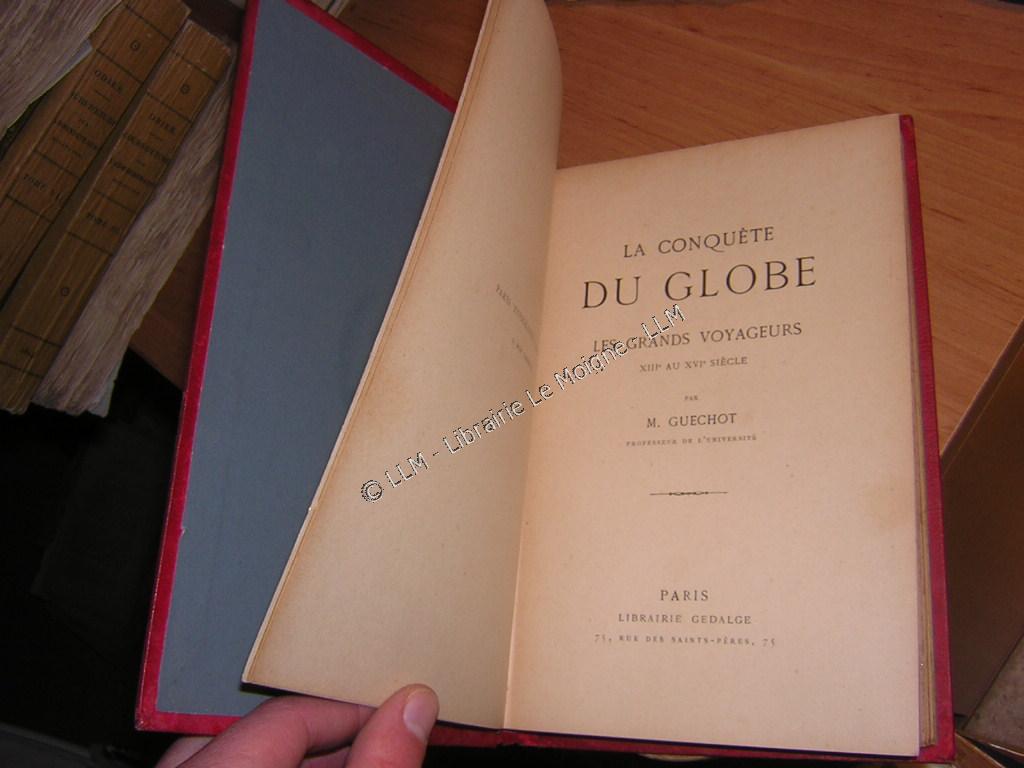 LA CONQUÊTE
DU GLOBE
LES GRANDS VOYAGEURS
XIIIᵉ AU XVIᵉ SIÈCLE
PAR
M. GUECHOT
PROFESSEUR DE L'UNIVERSITÉ
PARIS
LIBRAIRIE GEDALGE
75, RUE DES SAINTS-PÈRES, 75
© LLM - Librairie Le Moigne - LLM